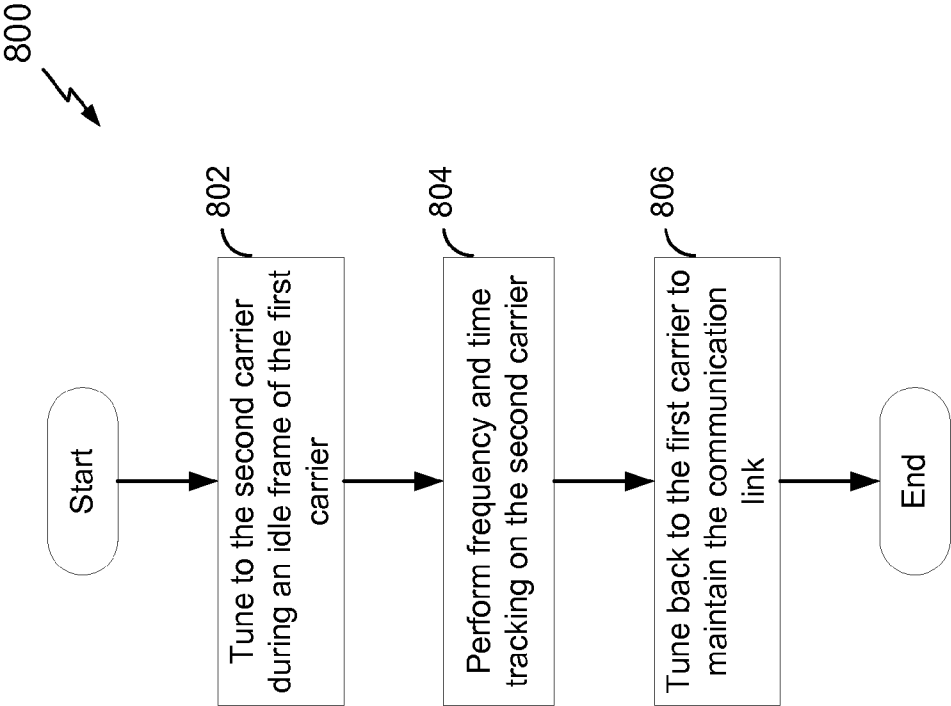 800
Start
802
Tune to the second carrier
during an idle frame of the first
carrier
804
Perform frequency and time
tracking on the second carrier
806
Tune back to the first carrier to
maintain the communication
link
End